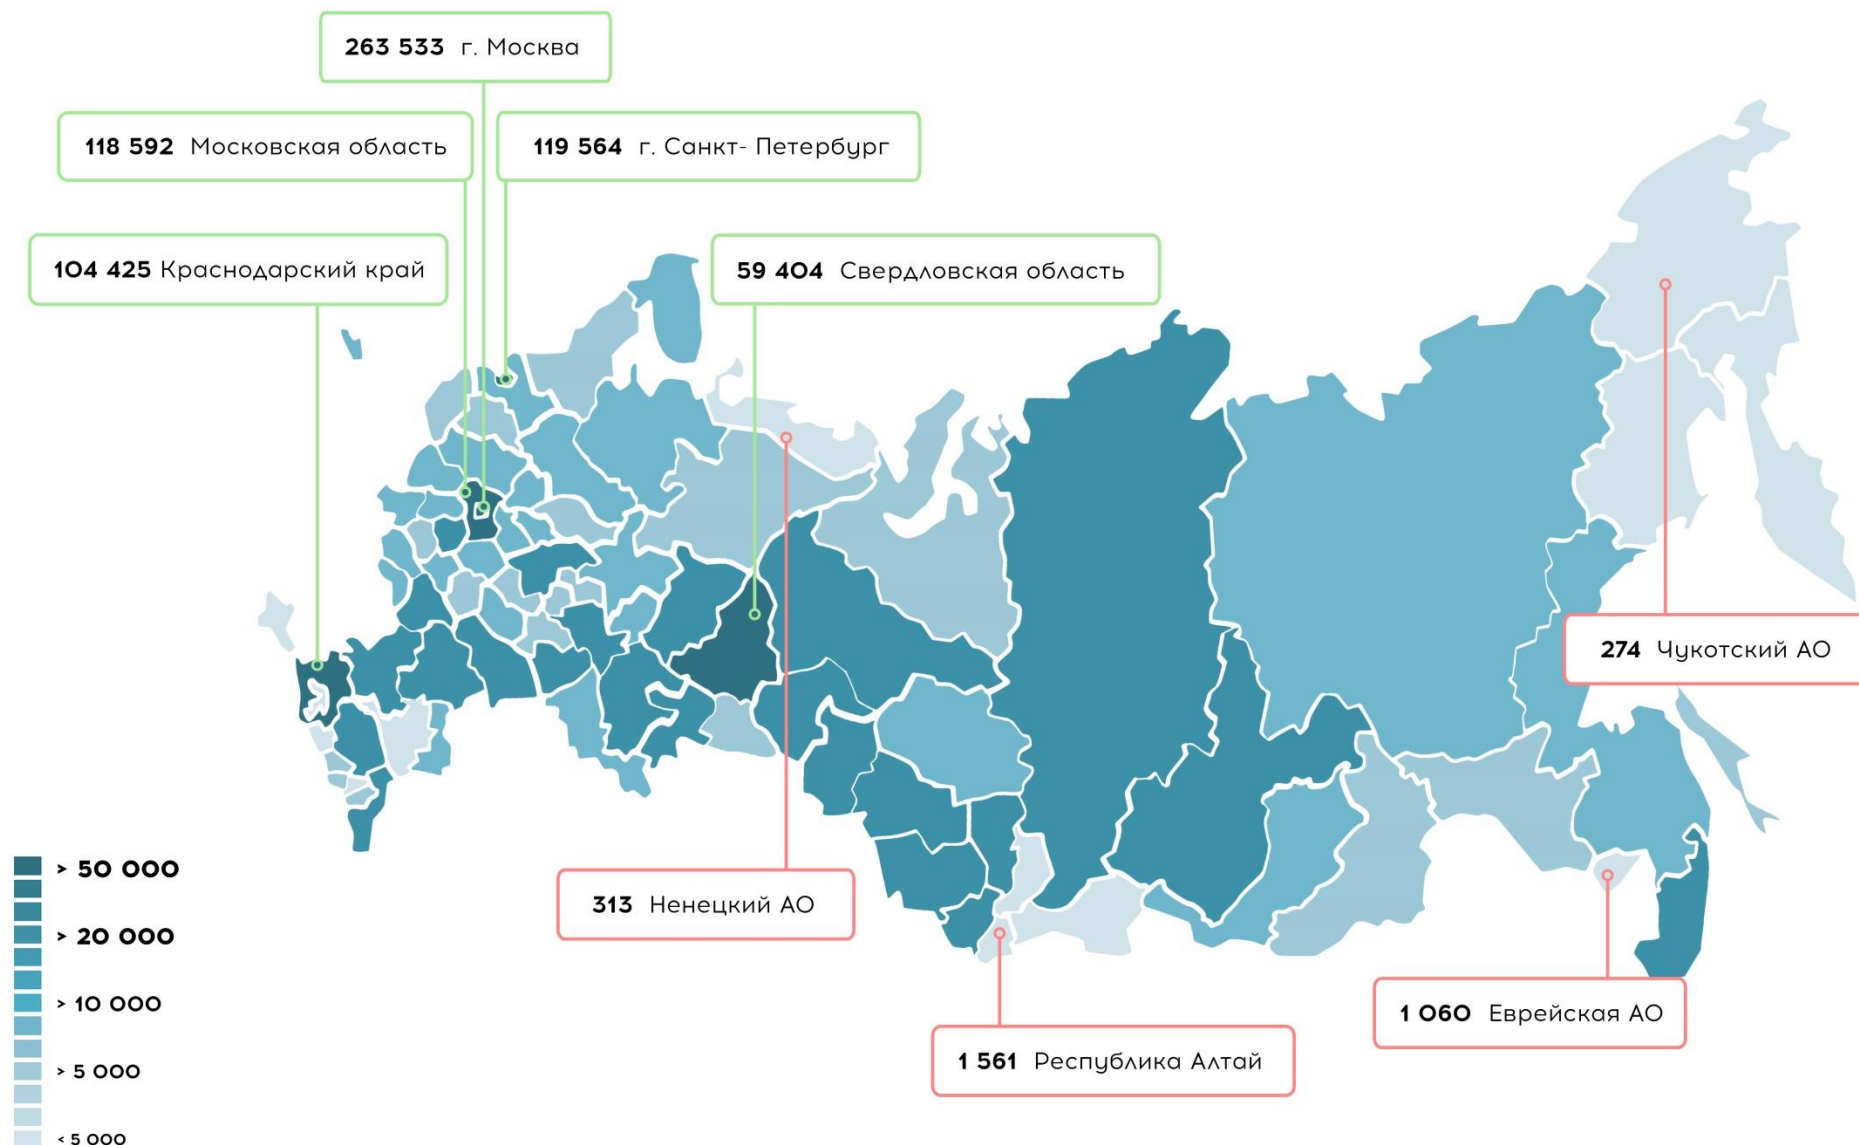 263 533 г. Москва
118 592 Московская область
119 564 г. Санкт- Петербург
104 425 Краснодарский край
59 404 Свердловская область
274 Чукотский АО
313 Ненецкий АО
1 060 Еврейская АО
1 561 Республика Алтай
> 50 000
> 20 000
> 10 000
> 5 000
< 5 000